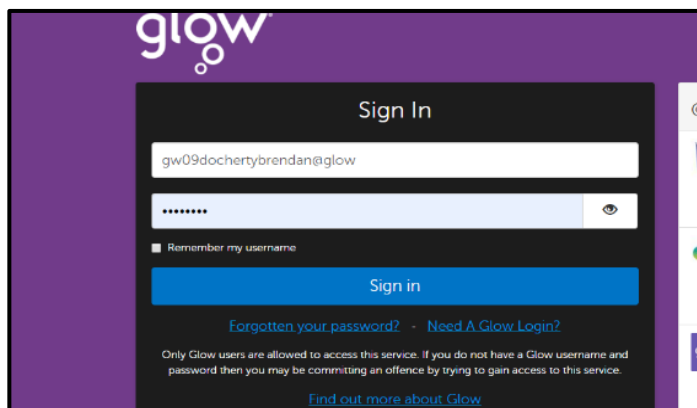 glow
Sign In
gw09dochertybrendan@glow
••••••••
Remember my username
Sign in
Forgotten your password? - Need A Glow Login?
Only Glow users are allowed to access this service. If you do not have a Glow username and
password then you may be committing an offence by trying to gain access to this service.
Find out more about Glow